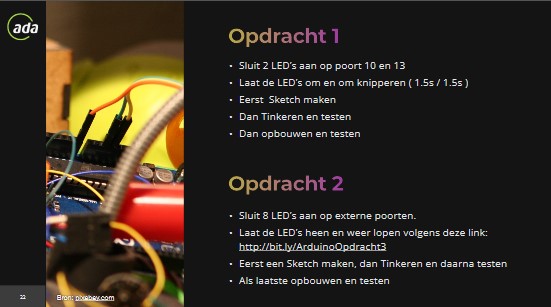 ada
Opdracht 1
• Sluit 2 LED's aan op poort 10 en 13
• Laat de LED's om en om knipperen ( 1.5s / 1.5s )
• Eerst Sketch maken
• Dan Tinkeren en testen
• Dan opbouwen en testen
Opdracht 2
• Sluit 8 LED's aan op externe poorten.
• Laat de LED's heen en weer lopen volgens deze link:
http://bit.ly/ArduinoOpdracht3
• Eerst een Sketch maken, dan Tinkeren en daarna testen
• Als laatste opbouwen en testen
Bron: pixabay.com